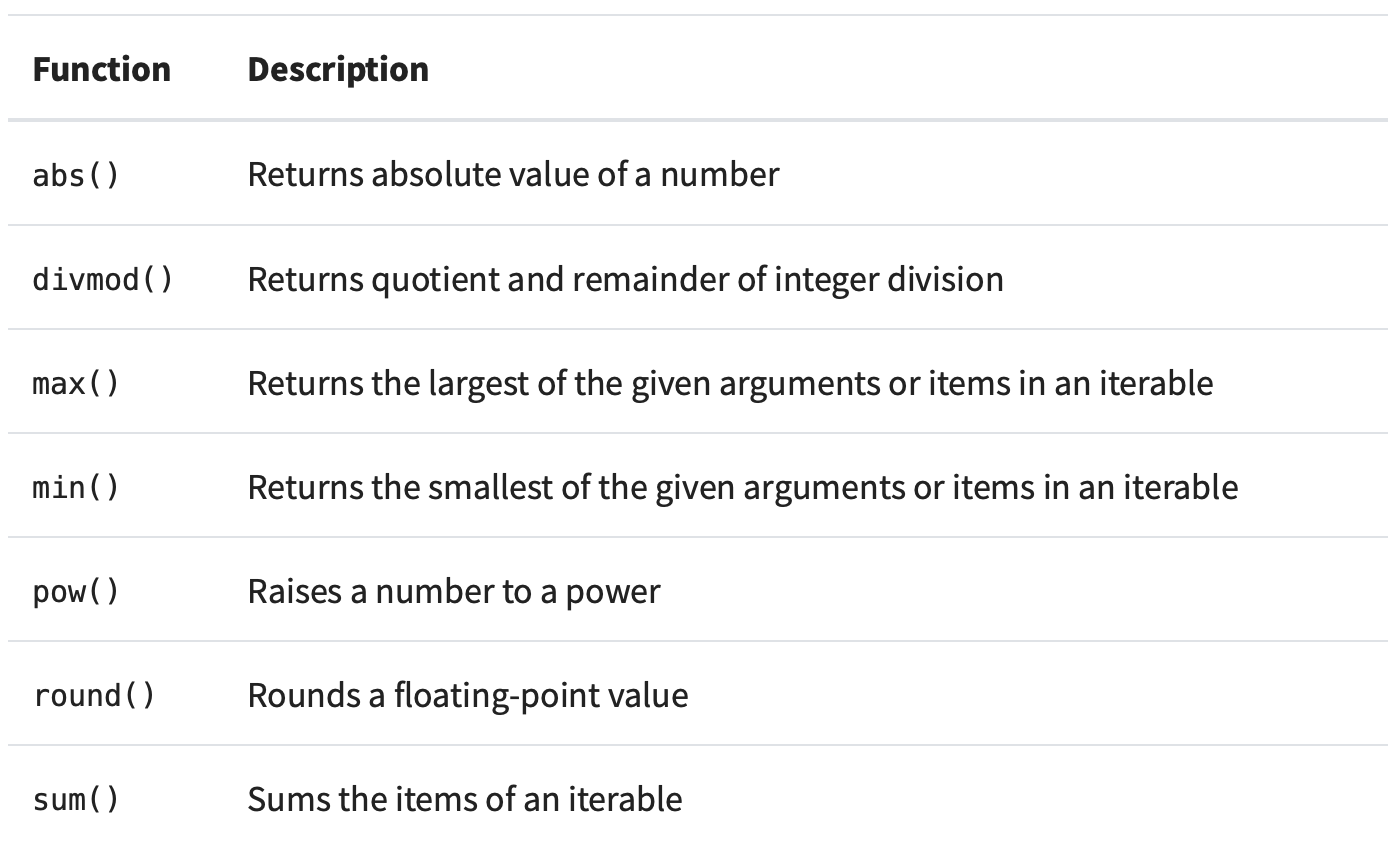 Function Description
abs() Returns absolute value of a number
divmod() Returns quotient and remainder of integer division
max() Returns the largest of the given arguments or items in an iterable
min() Returns the smallest of the given arguments or items in an iterable
pow() Raises a number to a power
round() Rounds a floating-point value
sum() Sums the items of an iterable